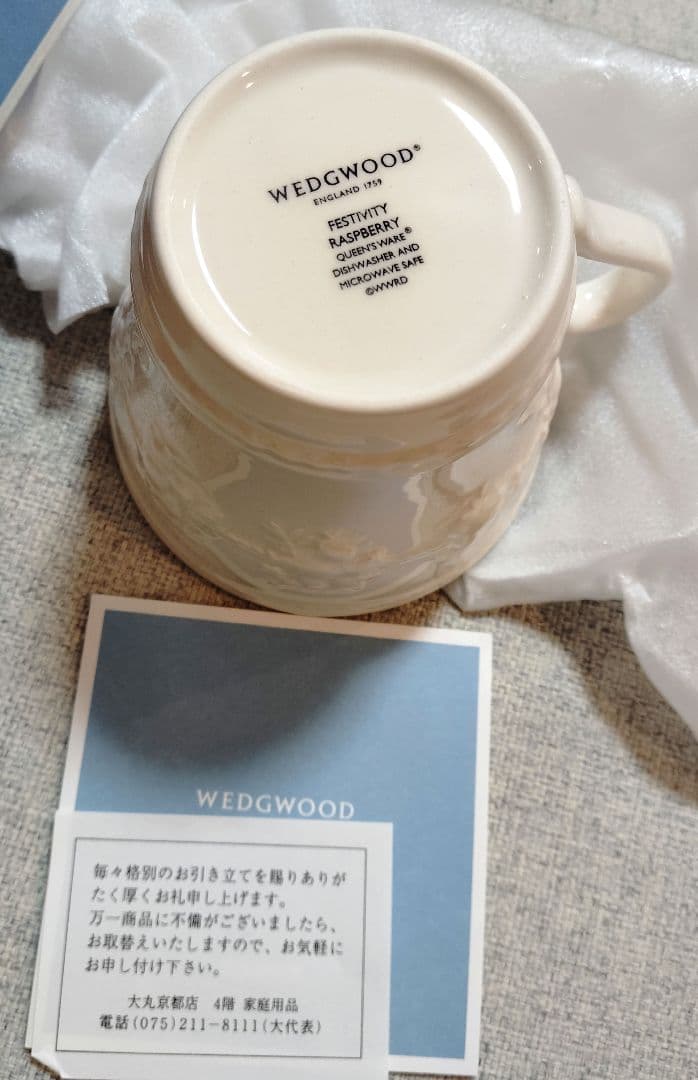 WEDGWOOD®
ENGLAND 1759
FESTIVITY
RASPBERRY
QUEEN'S WARE®
DISHWASHER AND
MICROWAVE SAFE
©WWRD
WEDGWOOD
毎々格別のお引き立てを賜りありが
たく厚くお礼申し上げます。
万一商品に不備がございましたら、
お取替えいたしますので、お気軽に
お申し付け下さい。
大丸京都店 4階 家庭用品
電話(075)211-8111(大代表)